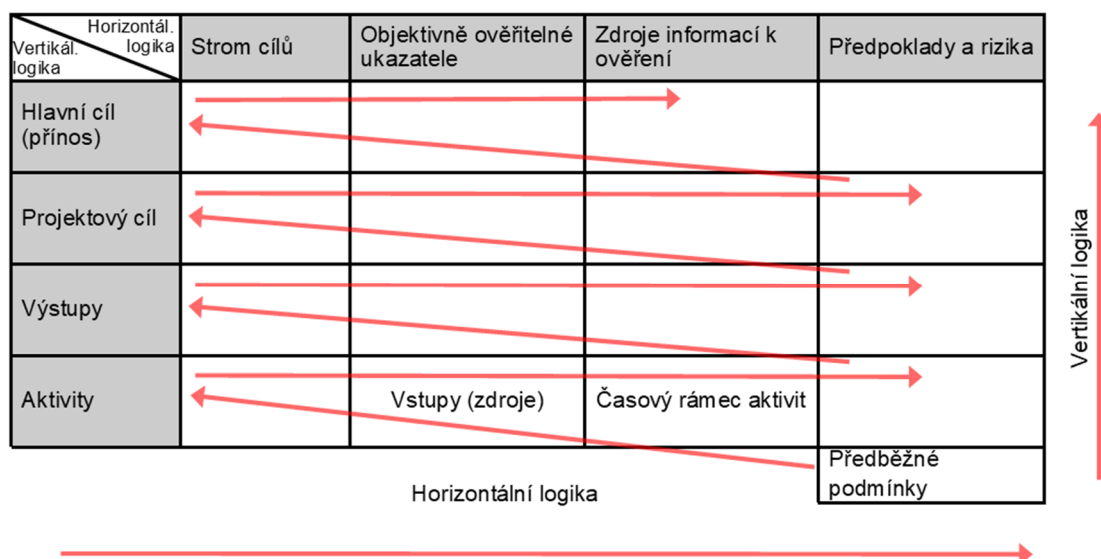 Horizontál.
logika
Vertikál.
logika
Strom cílů
Objektivně ověřitelné
ukazatele
Zdroje informací k
ověření
Předpoklady a rizika
Hlavní cíl
(přínos)
Projektový cíl
Výstupy
Aktivity
Vstupy (zdroje)
Časový rámec aktivit
Předběžné
podmínky
Horizontální logika
Vertikální logika